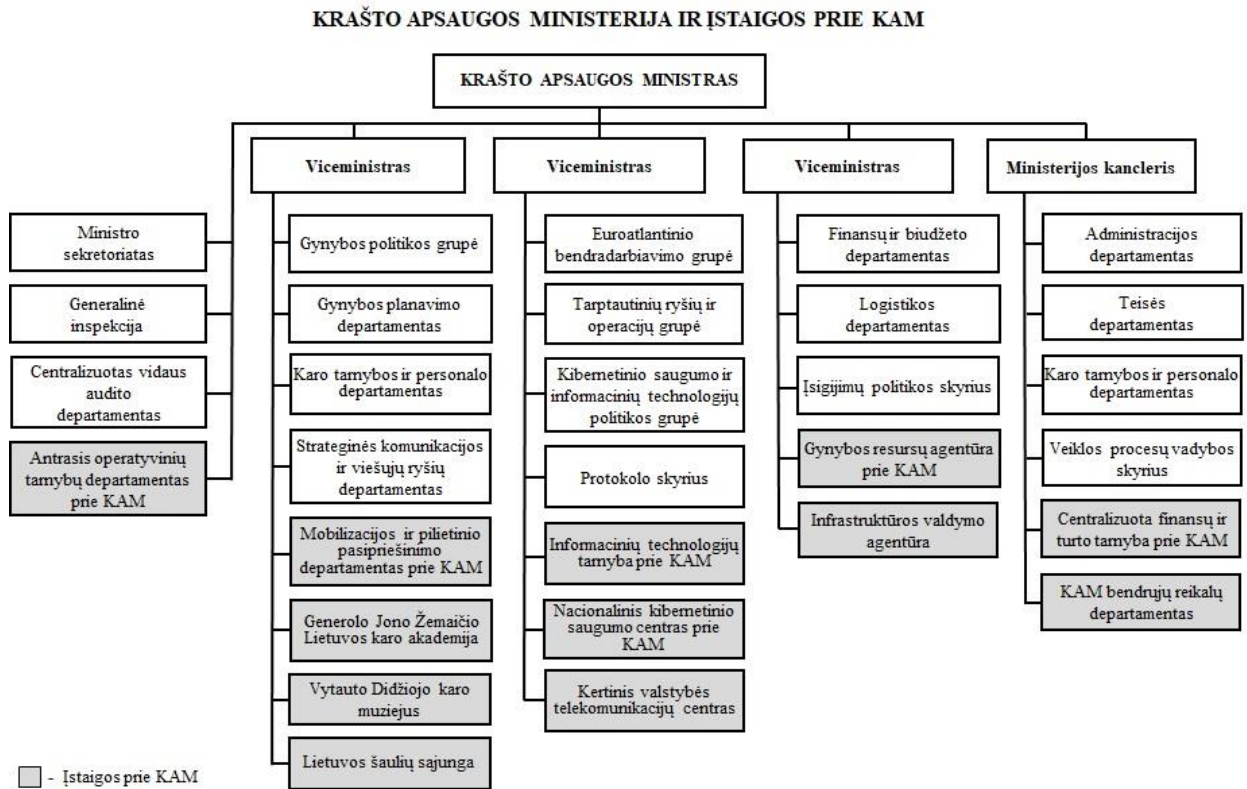 KRAŠTO APSAUGOS MINISTERIJA IR ĮSTAIGOS PRIE KAM
KRAŠTO APSAUGOS MINISTRAS
Viceministras
Viceministras
Viceministras
Ministerijos kancleris
Ministro
sekretoriatas
Generalinė
inspekcija
Centralizuotas vidaus
audito
departamentas
Antrasis operatyvinių
tarnybų departamentas
prie KAM
Gynybos politikos grupė
Gynybos planavimo
departamentas
Karo tarnybos ir personalo
departamentas
Strateginės komunikacijos
ir viešųjų ryšių
departamentas
Mobilizacijos ir pilietinio
pasipriešinimo
departamentas prie KAM
Generolo Jono Žemaičio
Lietuvos karo akademija
Vytauto Didžiojo karo
muziejus
Lietuvos šaulių sąjunga
Euroatlantinio
bendradarbiavimo grupė
Tarptautinių ryšių ir
operacijų grupė
Kibernetinio saugumo ir
informacinių technologijų
politikos grupė
Protokolo skyrius
Informacinių technologijų
tarnyba prie KAM
Nacionalinis kibernetinio
saugumo centras prie
KAM
Kertinis valstybės
telekomunikacijų centras
Finansų ir biudžeto
departamentas
Logistikos
departamentas
Įsigijimų politikos skyrius
Gynybos resursų agentūra
prie KAM
Infrastruktūros valdymo
agentūra
Administracijos
departamentas
Teisės
departamentas
Karo tarnybos ir personalo
departamentas
Veiklos procesų vadybos
skyrius
Centralizuota finansų ir
turto tarnyba prie KAM
KAM bendrųjų reikalų
departamentas
- Įstaigos prie KAM